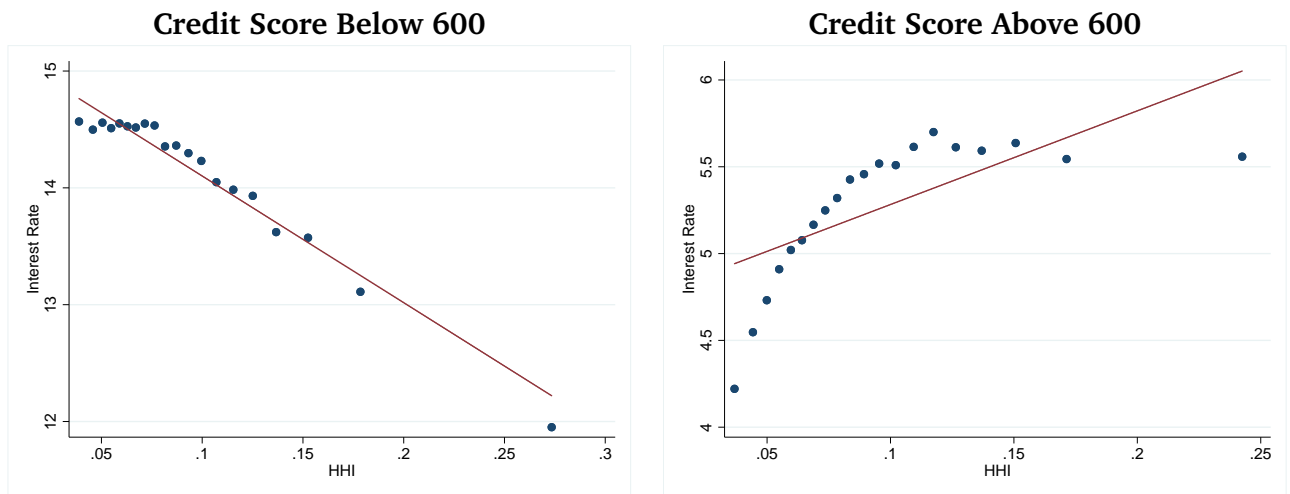 Credit Score Below 600
Interest Rate
15
14
13
12
.05 .1 .15 .2 .25 .3
HHI
Credit Score Above 600
Interest Rate
6
5.5
5
4.5
4
.05 .1 .15 .2 .25
HHI